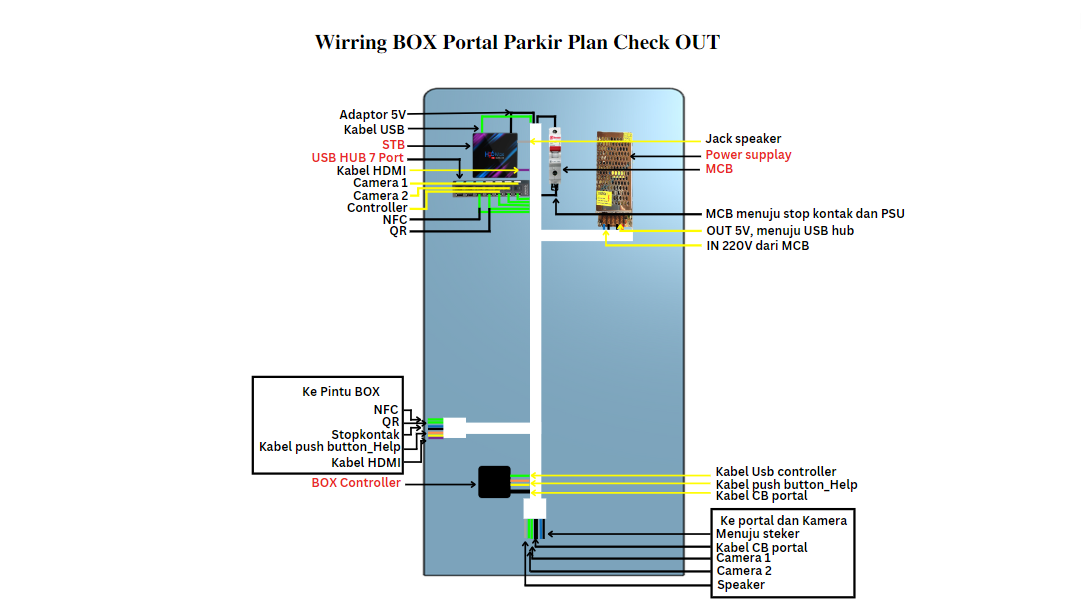 Wirring BOX Portal Parkir Plan Check OUT
Adaptor 5V
Kabel USB
STB
USB HUB 7 Port
Kabel HDMI
Camera 1
Camera 2
Controller
NFC
QR
Jack speaker
Power supplay
MCB
MCB menuju stop kontak dan PSU
OUT 5V, menuju USB hub
IN 220V dari MCB
Ke Pintu BOX
NFC
QR
Stopkontak
Kabel push button_Help
Kabel HDMI
BOX Controller
Kabel Usb controller
Kabel push button_Help
Kabel CB portal
Ke portal dan Kamera
Menuju steker
Kabel CB portal
Camera 1
Camera 2
Speaker